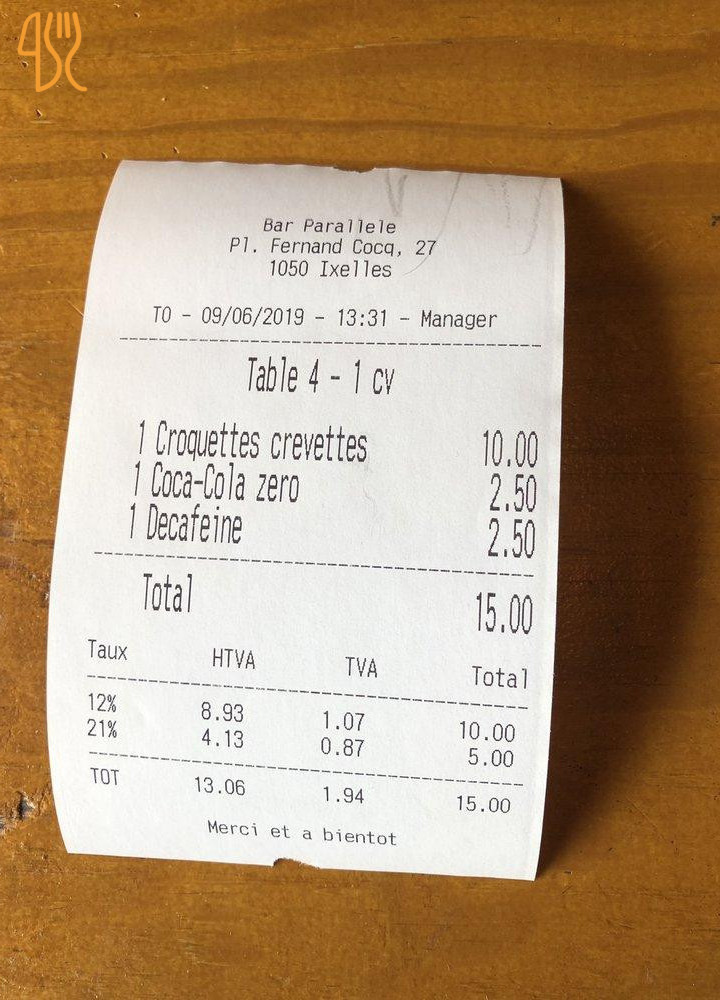 Bar Parallele
Pl. Fernand Cocq, 27
1050 Ixelles
TO - 09/06/2019 - 13:31 - Manager
Table 4 - 1 cv
1 Croquettes crevettes 10.00
1 Coca-Cola zero 2.50
1 Decafeine 2.50
Total 15.00
Taux HTVA TVA Total
12% 8.93 1.07 10.00
21% 4.13 0.87 5.00
TOT 13.06 1.94 15.00
Merci et a bientot